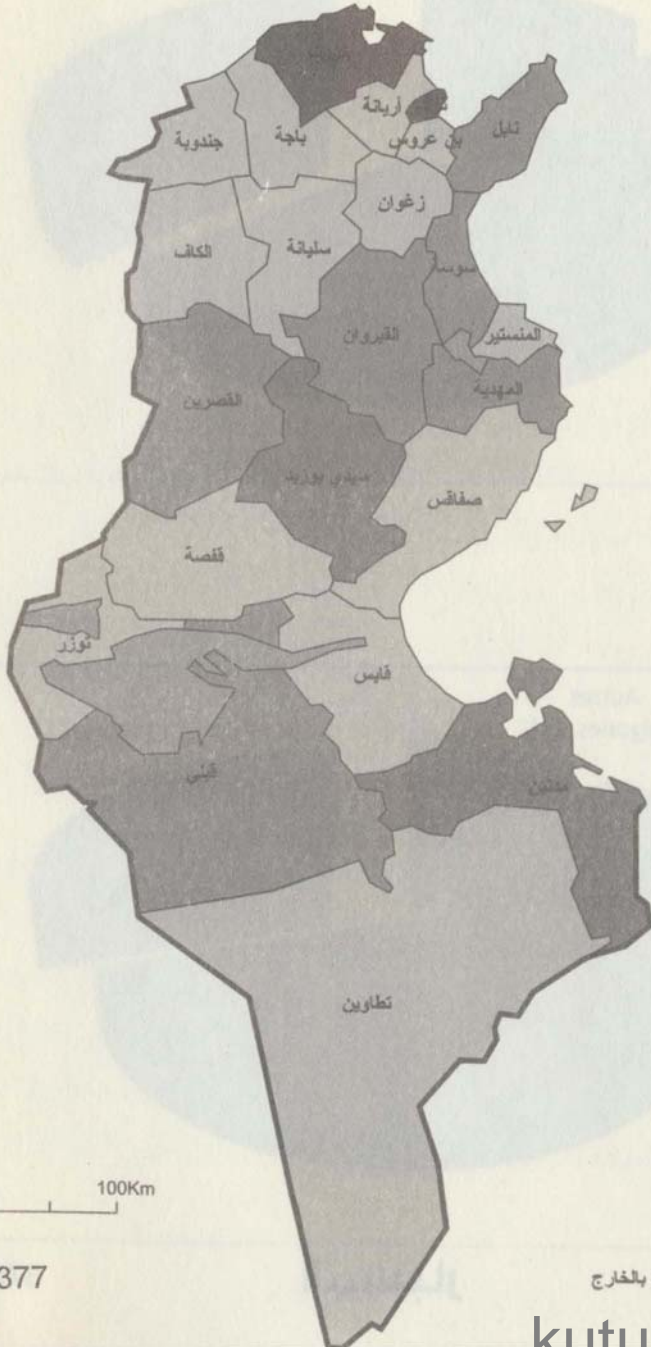 أريانة
نابل
بن عروس
باجة
جندوبة
زغوان
سليانة
الكاف
سوسة
المنستير
القيروان
المهدية
القصرين
سيدي بوزيد
صفاقس
قفصة
توزر
قابس
قبلي
مدنين
تطاوين
100Km
377
بالخارج
kutu